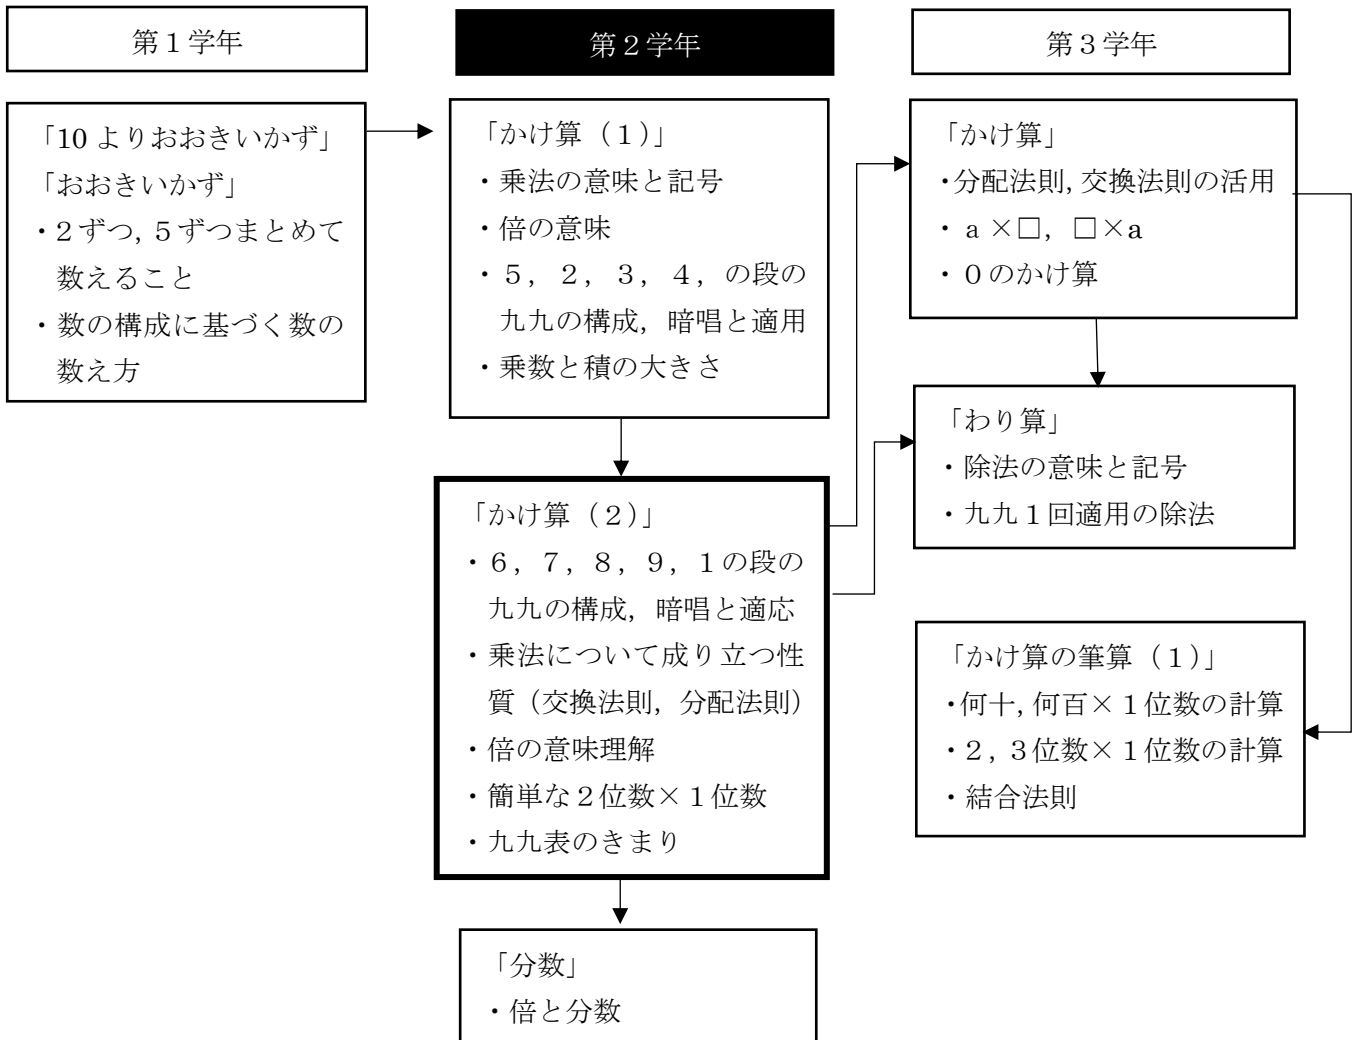 第１学年
第２学年
第３学年
「10 よりおおきいかず」
「おおきいかず」
・２ずつ，５ずつまとめて
数えること
・数の構成に基づく数の
数え方
「かけ算（１）」
・乗法の意味と記号
・倍の意味
・５，２，３，４，の段の
九九の構成，暗唱と適用
・乗数と積の大きさ
「かけ算（２）」
・６，７，８，９，１の段の
九九の構成，暗唱と適応
・乗法について成り立つ性
質（交換法則，分配法則）
・倍の意味理解
・簡単な２位数×１位数
・九九表のきまり
「分数」
・倍と分数
「かけ算」
・分配法則，交換法則の活用
・ａ×□，□×a
・０のかけ算
「わり算」
・除法の意味と記号
・九九１回適用の除法
「かけ算の筆算（１）」
・何十，何百×１位数の計算
・２，３位数×１位数の計算
・結合法則